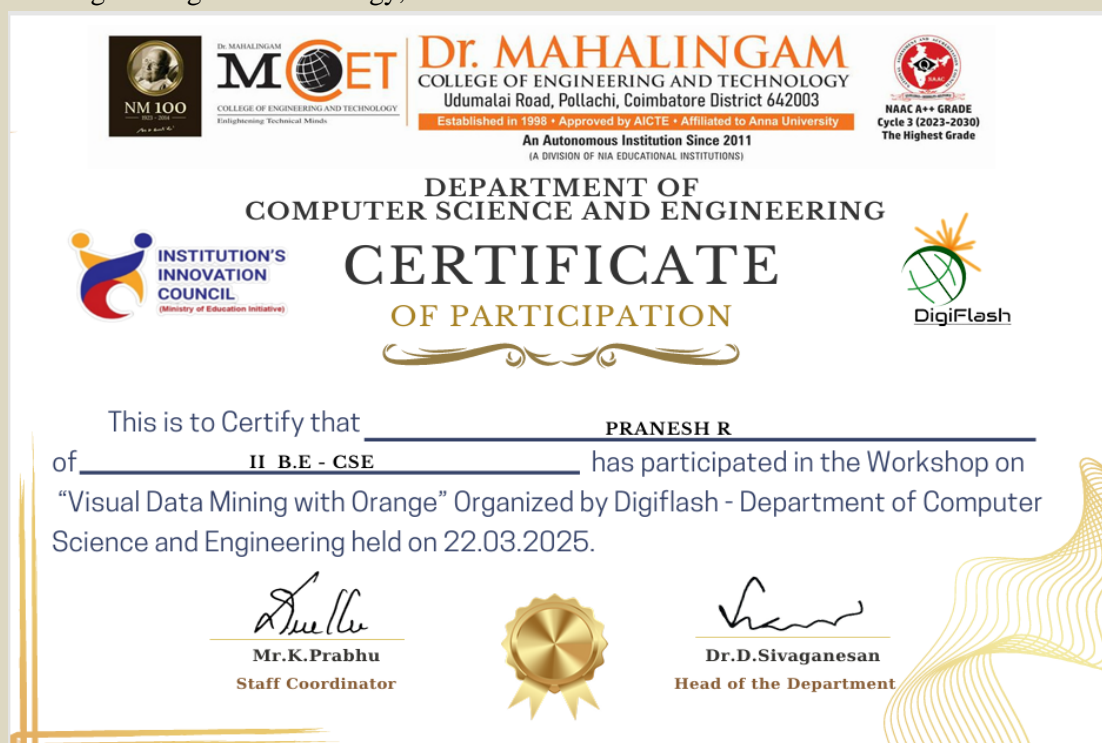 NM 100
1923 - 2014
Dr. MAHALINGAM
MCET
COLLEGE OF ENGINEERING AND TECHNOLOGY
Enlightening Technical Minds
Dr. MAHALINGAM
COLLEGE OF ENGINEERING AND TECHNOLOGY
Udumalai Road, Pollachi, Coimbatore District 642003
Established in 1998 • Approved by AICTE • Affiliated to Anna University
An Autonomous Institution Since 2011
(A DIVISION OF NIA EDUCATIONAL INSTITUTIONS)
NAAC
NAAC A++ GRADE
Cycle 3 (2023-2030)
The Highest Grade
DEPARTMENT OF
COMPUTER SCIENCE AND ENGINEERING
INSTITUTION'S
INNOVATION
COUNCIL
(Ministry of Education Initiative)
CERTIFICATE
OF PARTICIPATION
DigiFlash
This is to Certify that PRANESH R
of II B.E - CSE has participated in the Workshop on
“Visual Data Mining with Orange” Organized by Digiflash - Department of Computer
Science and Engineering held on 22.03.2025.
Mr.K.Prabhu
Staff Coordinator
Dr.D.Sivaganesan
Head of the Department